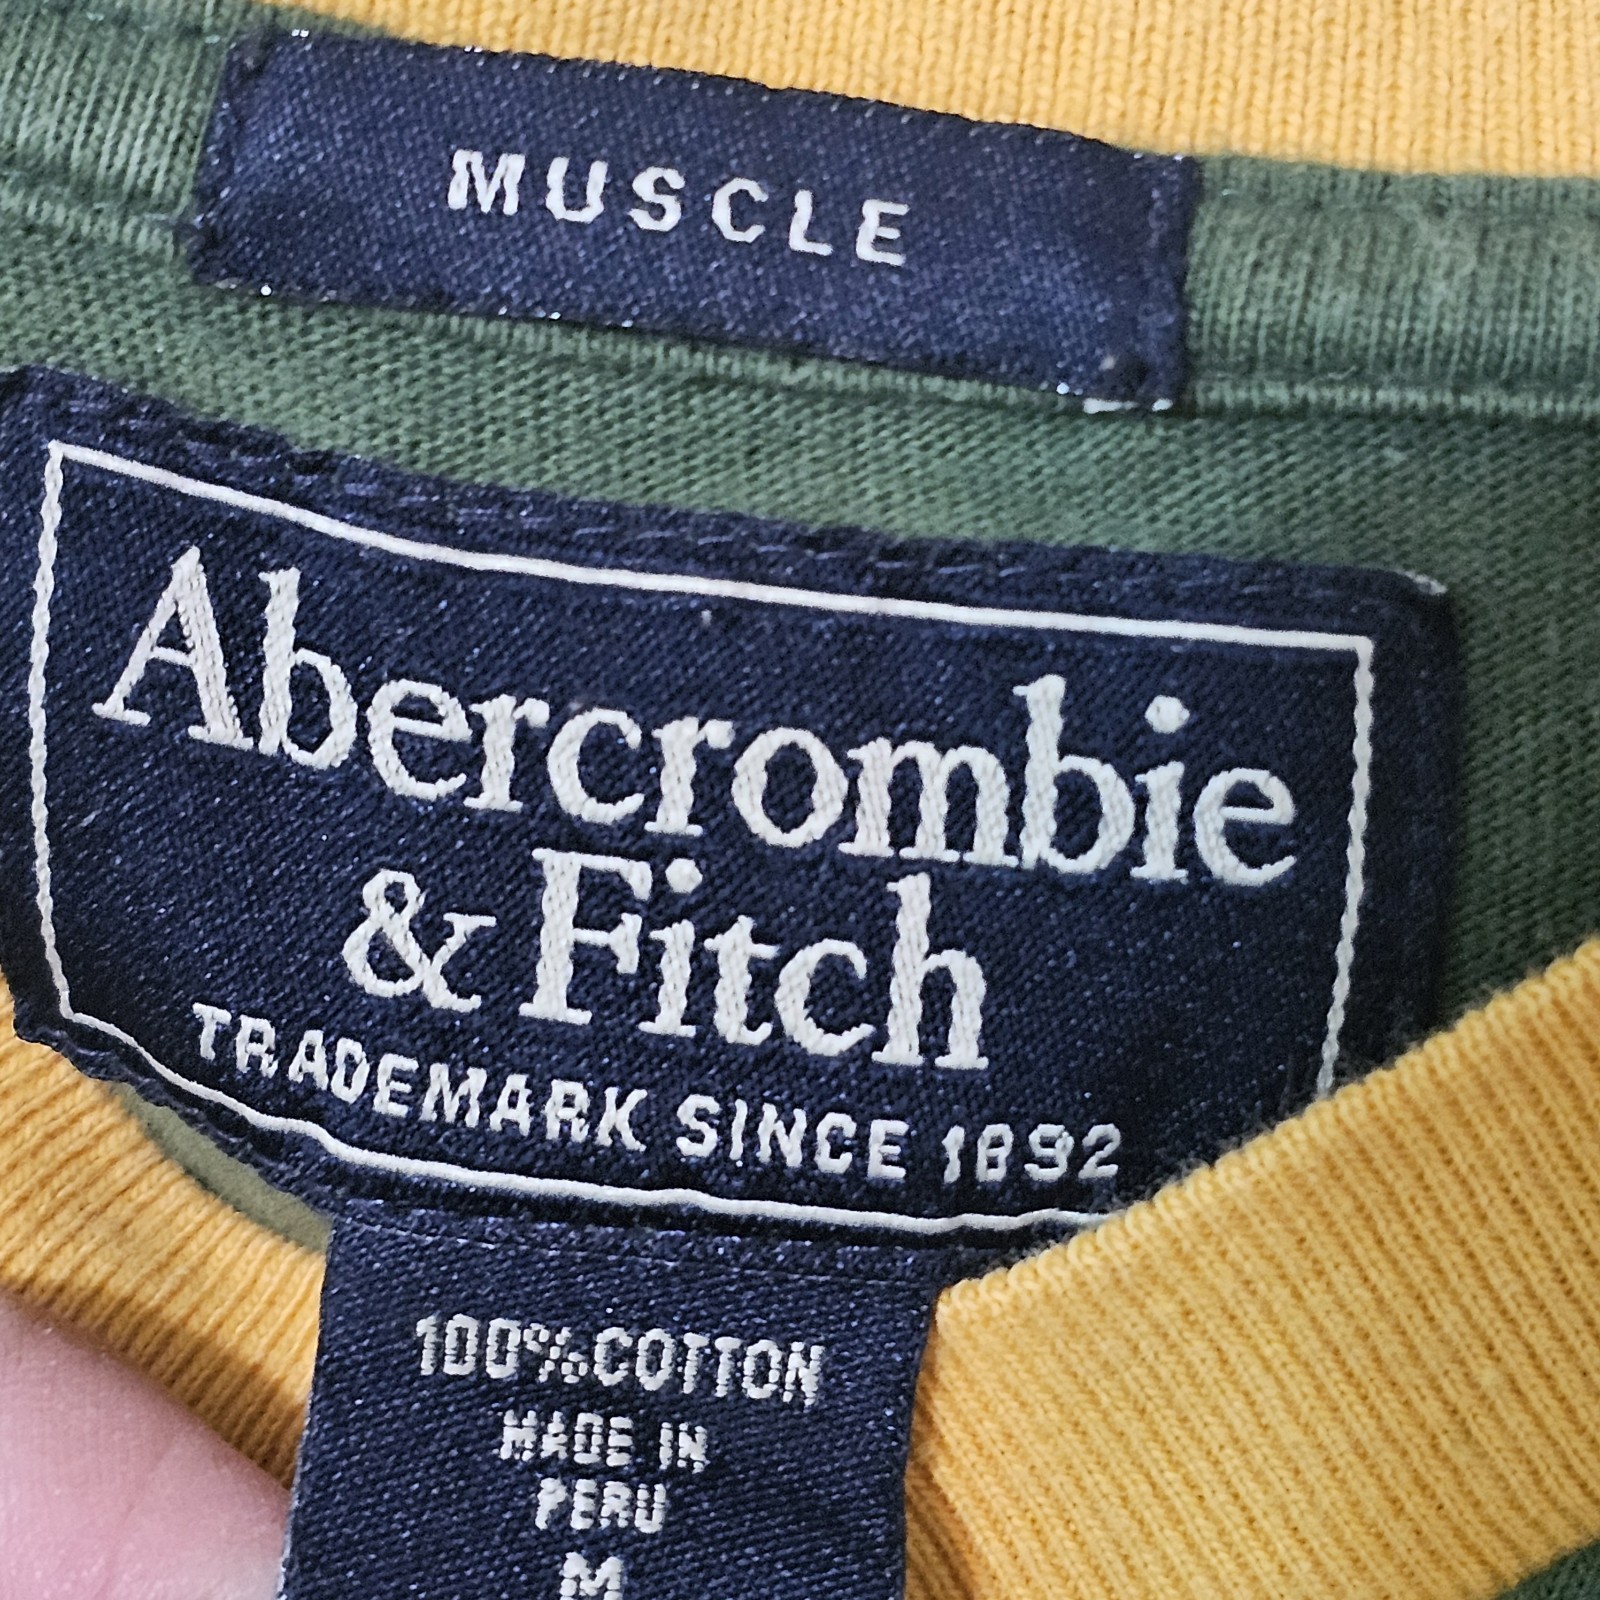 MUSCLE
Abercrombie
& Fitch
TRADEMARK SINCE 1892
100% COTTON
MADE IN
PERU
M